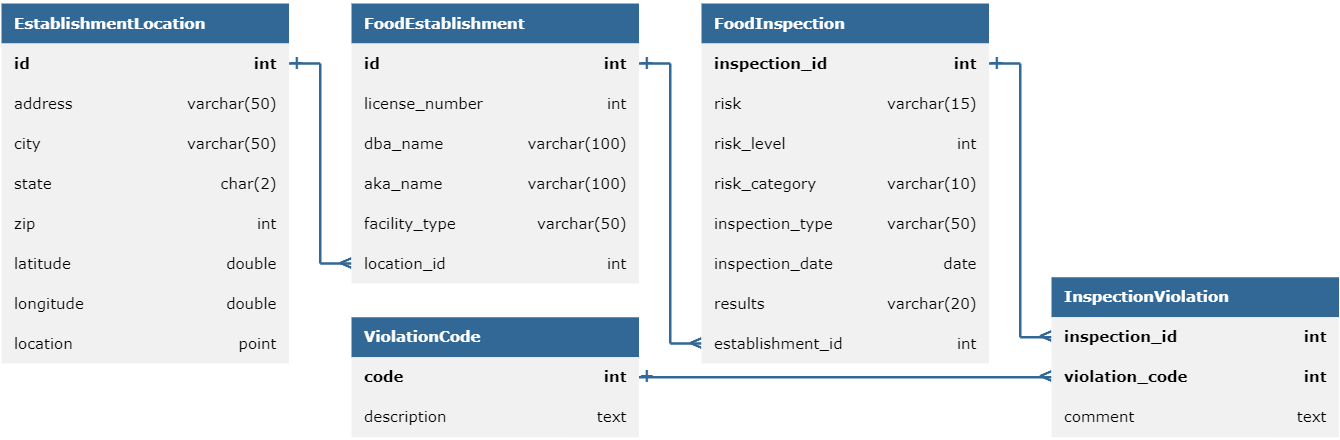 EstablishmentLocation
id int
address varchar(50)
city varchar(50)
state char(2)
zip int
latitude double
longitude double
location point
FoodEstablishment
id int
license_number int
dba_name varchar(100)
aka_name varchar(100)
facility_type varchar(50)
location_id int
ViolationCode
code int
description text
FoodInspection
inspection_id int
risk varchar(15)
risk_level int
risk_category varchar(10)
inspection_type varchar(50)
inspection_date date
results varchar(20)
establishment_id int
InspectionViolation
inspection_id int
violation_code int
comment text